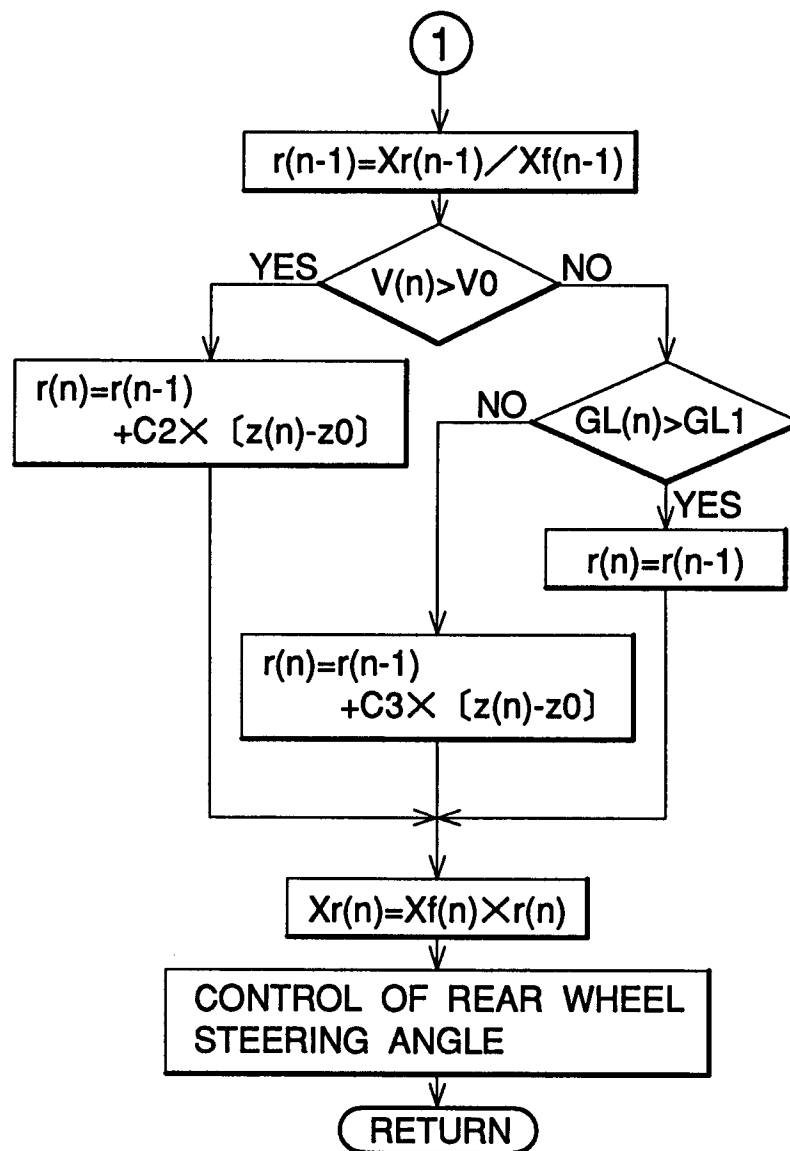 1
r(n-1)=Xr(n-1)／Xf(n-1)
YES
V(n)>V0
NO
r(n)=r(n-1)
+C2×〔z(n)-z0〕
NO
GL(n)>GL1
YES
r(n)=r(n-1)
r(n)=r(n-1)
+C3×〔z(n)-z0〕
Xr(n)=Xf(n)×r(n)
CONTROL OF REAR WHEEL
STEERING ANGLE
RETURN